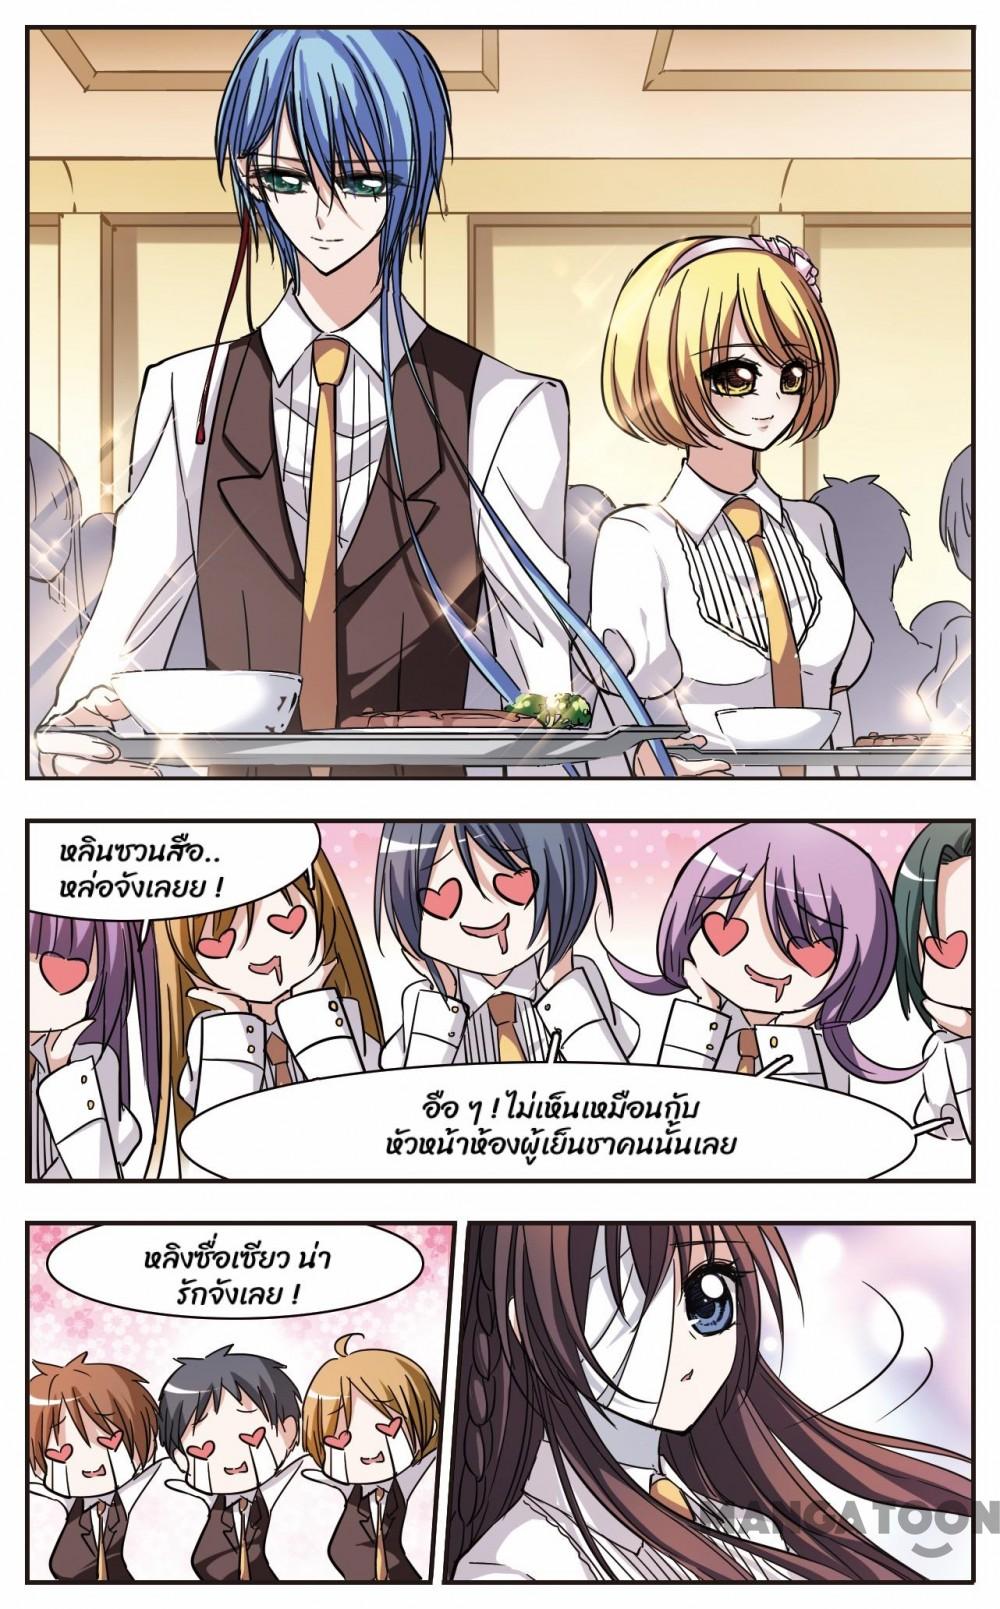 หลินซวนสือ..
หล่อจังเลยย !
อือ ๆ ! ไม่เห็นเหมือนกับ
หัวหน้าห้องผู้เย็นชาคนนั้นเลย
หลิงซื่อเซียว น่า
รักจังเลย !
MANGATOON